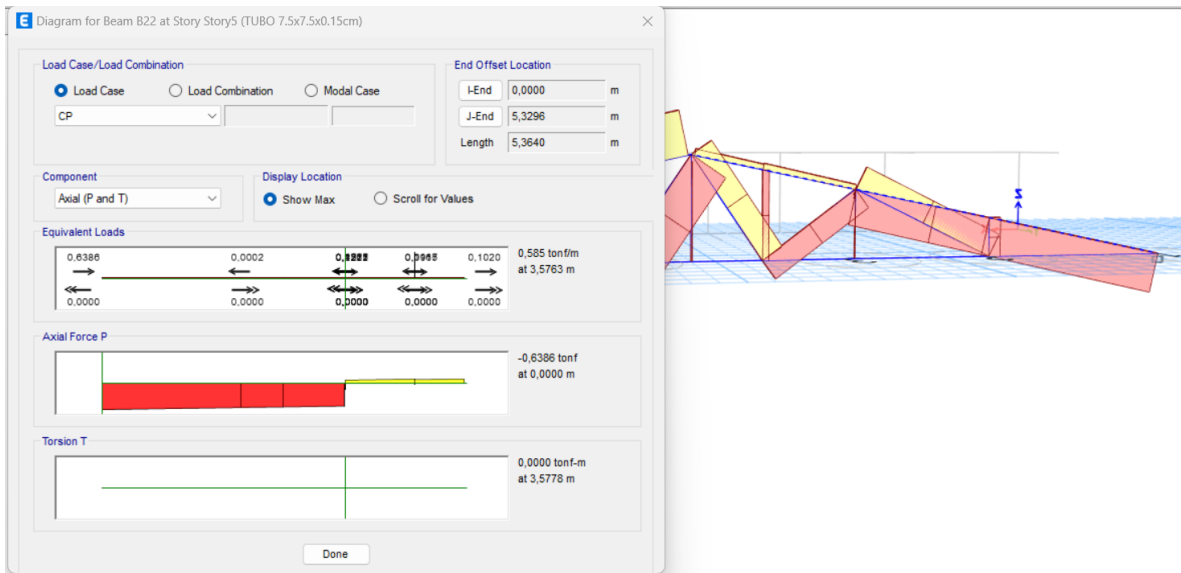 E Diagram for Beam B22 at Story Story5 (TUBO 7.5x7.5x0.15cm)
Load Case/Load Combination
Load Case Load Combination Modal Case
CP
End Offset Location
I-End 0,0000 m
J-End 5,3296 m
Length 5,3640 m
Component
Axial (P and T)
Display Location
Show Max Scroll for Values
Equivalent Loads
0,6386 0,0002 0,1020
0,0000 0,0000 0,0000 0,0000 0,0000
0,585 tonf/m
at 3,5763 m
Axial Force P
-0,6386 tonf
at 0,0000 m
Torsion T
0,0000 tonf-m
at 3,5778 m
Done
Z